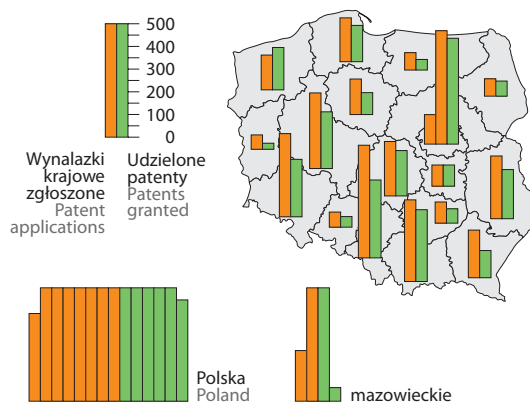 500
400
300
200
100
0
Wynalazki
krajowe
zgłoszone
Patent
applications
Udzielone
patenty
Patents
granted
Polska
Poland
mazowieckie